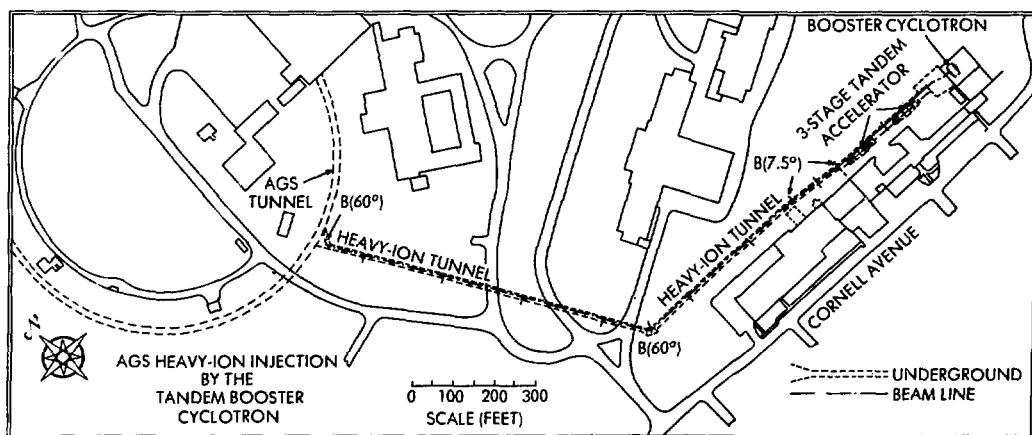 BOOSTER CYCLOTRON
3-STAGE TANDEM
ACCELERATOR
B(7.5°)
AGS
TUNNEL
B(60°)
HEAVY-ION TUNNEL
HEAVY-ION TUNNEL
B(60°)
CORNELL AVENUE
N
AGS HEAVY-ION INJECTION
BY THE
TANDEM BOOSTER
CYCLOTRON
0 100 200 300
SCALE (FEET)
UNDERGROUND
BEAM LINE